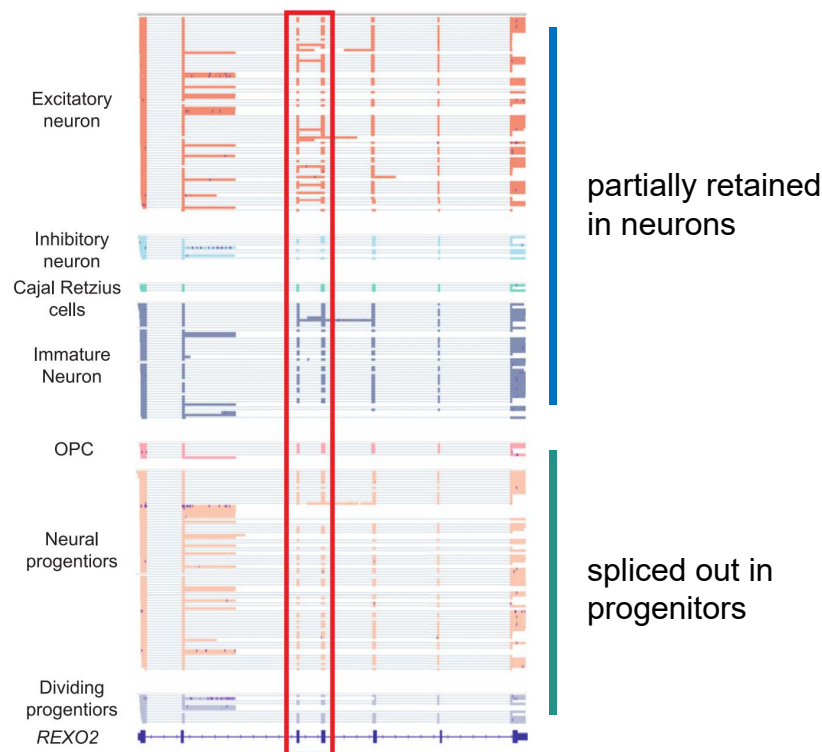 Excitatory
neuron
partially retained
in neurons
Inhibitory
neuron
Cajal Retzius
cells
Immature
Neuron
OPC
Neural
progentiors
spliced out in
progenitors
Dividing
progentiors
REXO2